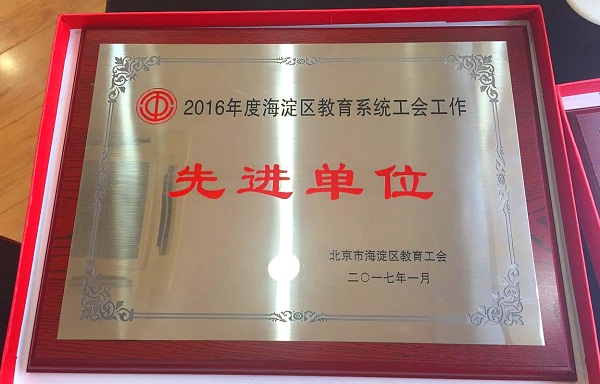 2016年度海淀区教育系统工会工作
先进单位
北京市海淀区教育工会
二〇一七年一月